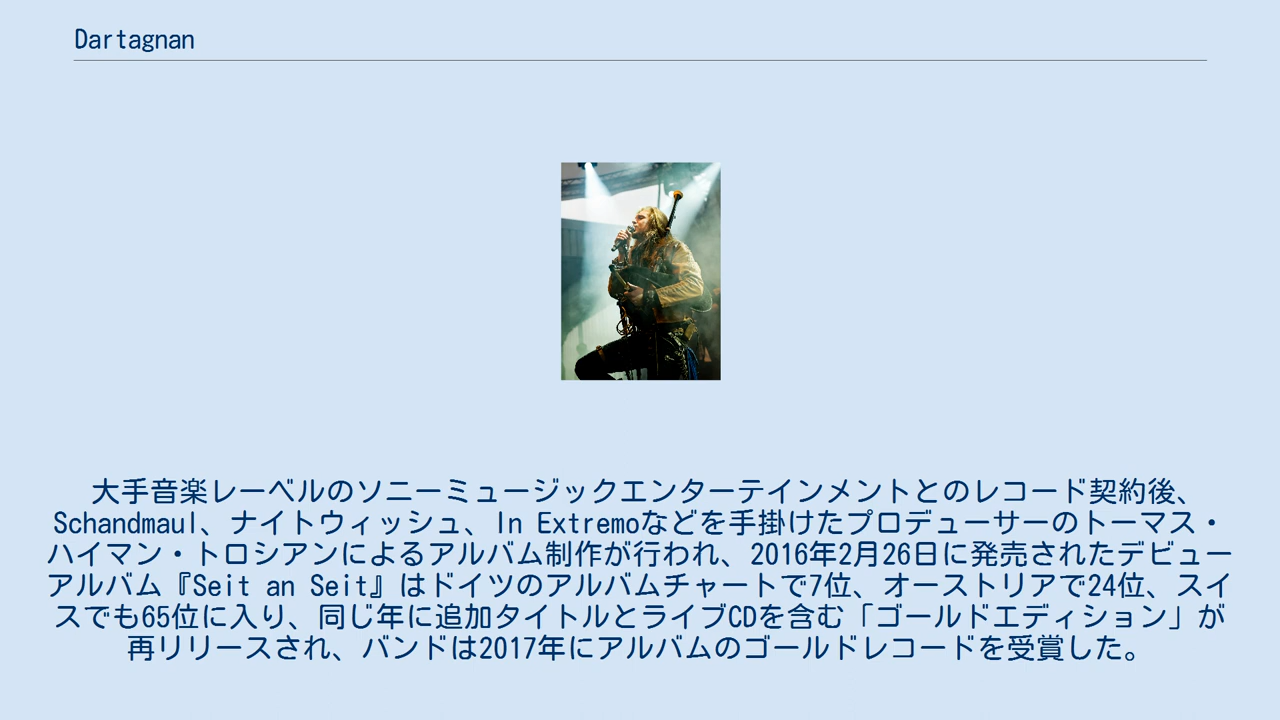 Dartagnan
大手音楽レーベルのソニーミュージックエンターテインメントとのレコード契約後、
Schandmaul、ナイトウィッシュ、In Extremoなどを手掛けたプロデューサーのトーマス・
ハイマン・トロシアンによるアルバム制作が行われ、2016年2月26日に発売されたデビュー
アルバム『Seit an Seit』はドイツのアルバムチャートで7位、オーストリアで24位、スイ
スでも65位に入り、同じ年に追加タイトルとライブCDを含む「ゴールドエディション」が
再リリースされ、バンドは2017年にアルバムのゴールドレコードを受賞した。